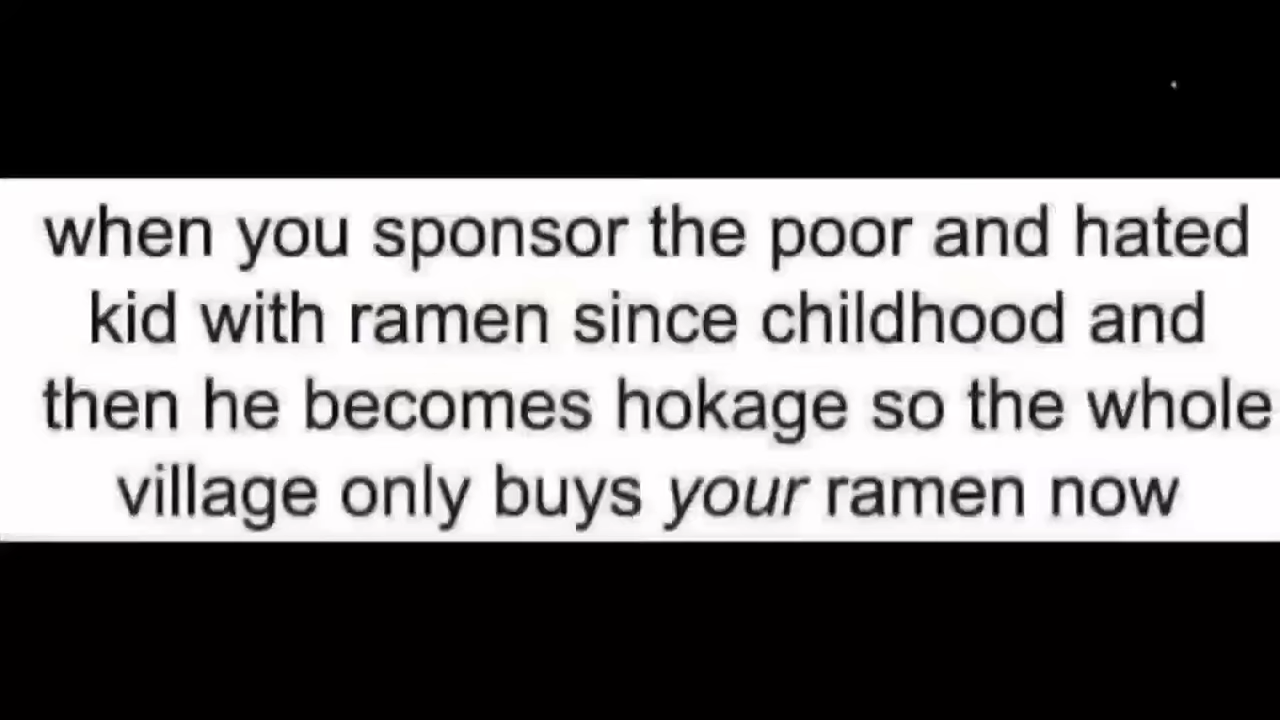 when you sponsor the poor and hated
kid with ramen since childhood and
then he becomes hokage so the whole
village only buys your ramen now